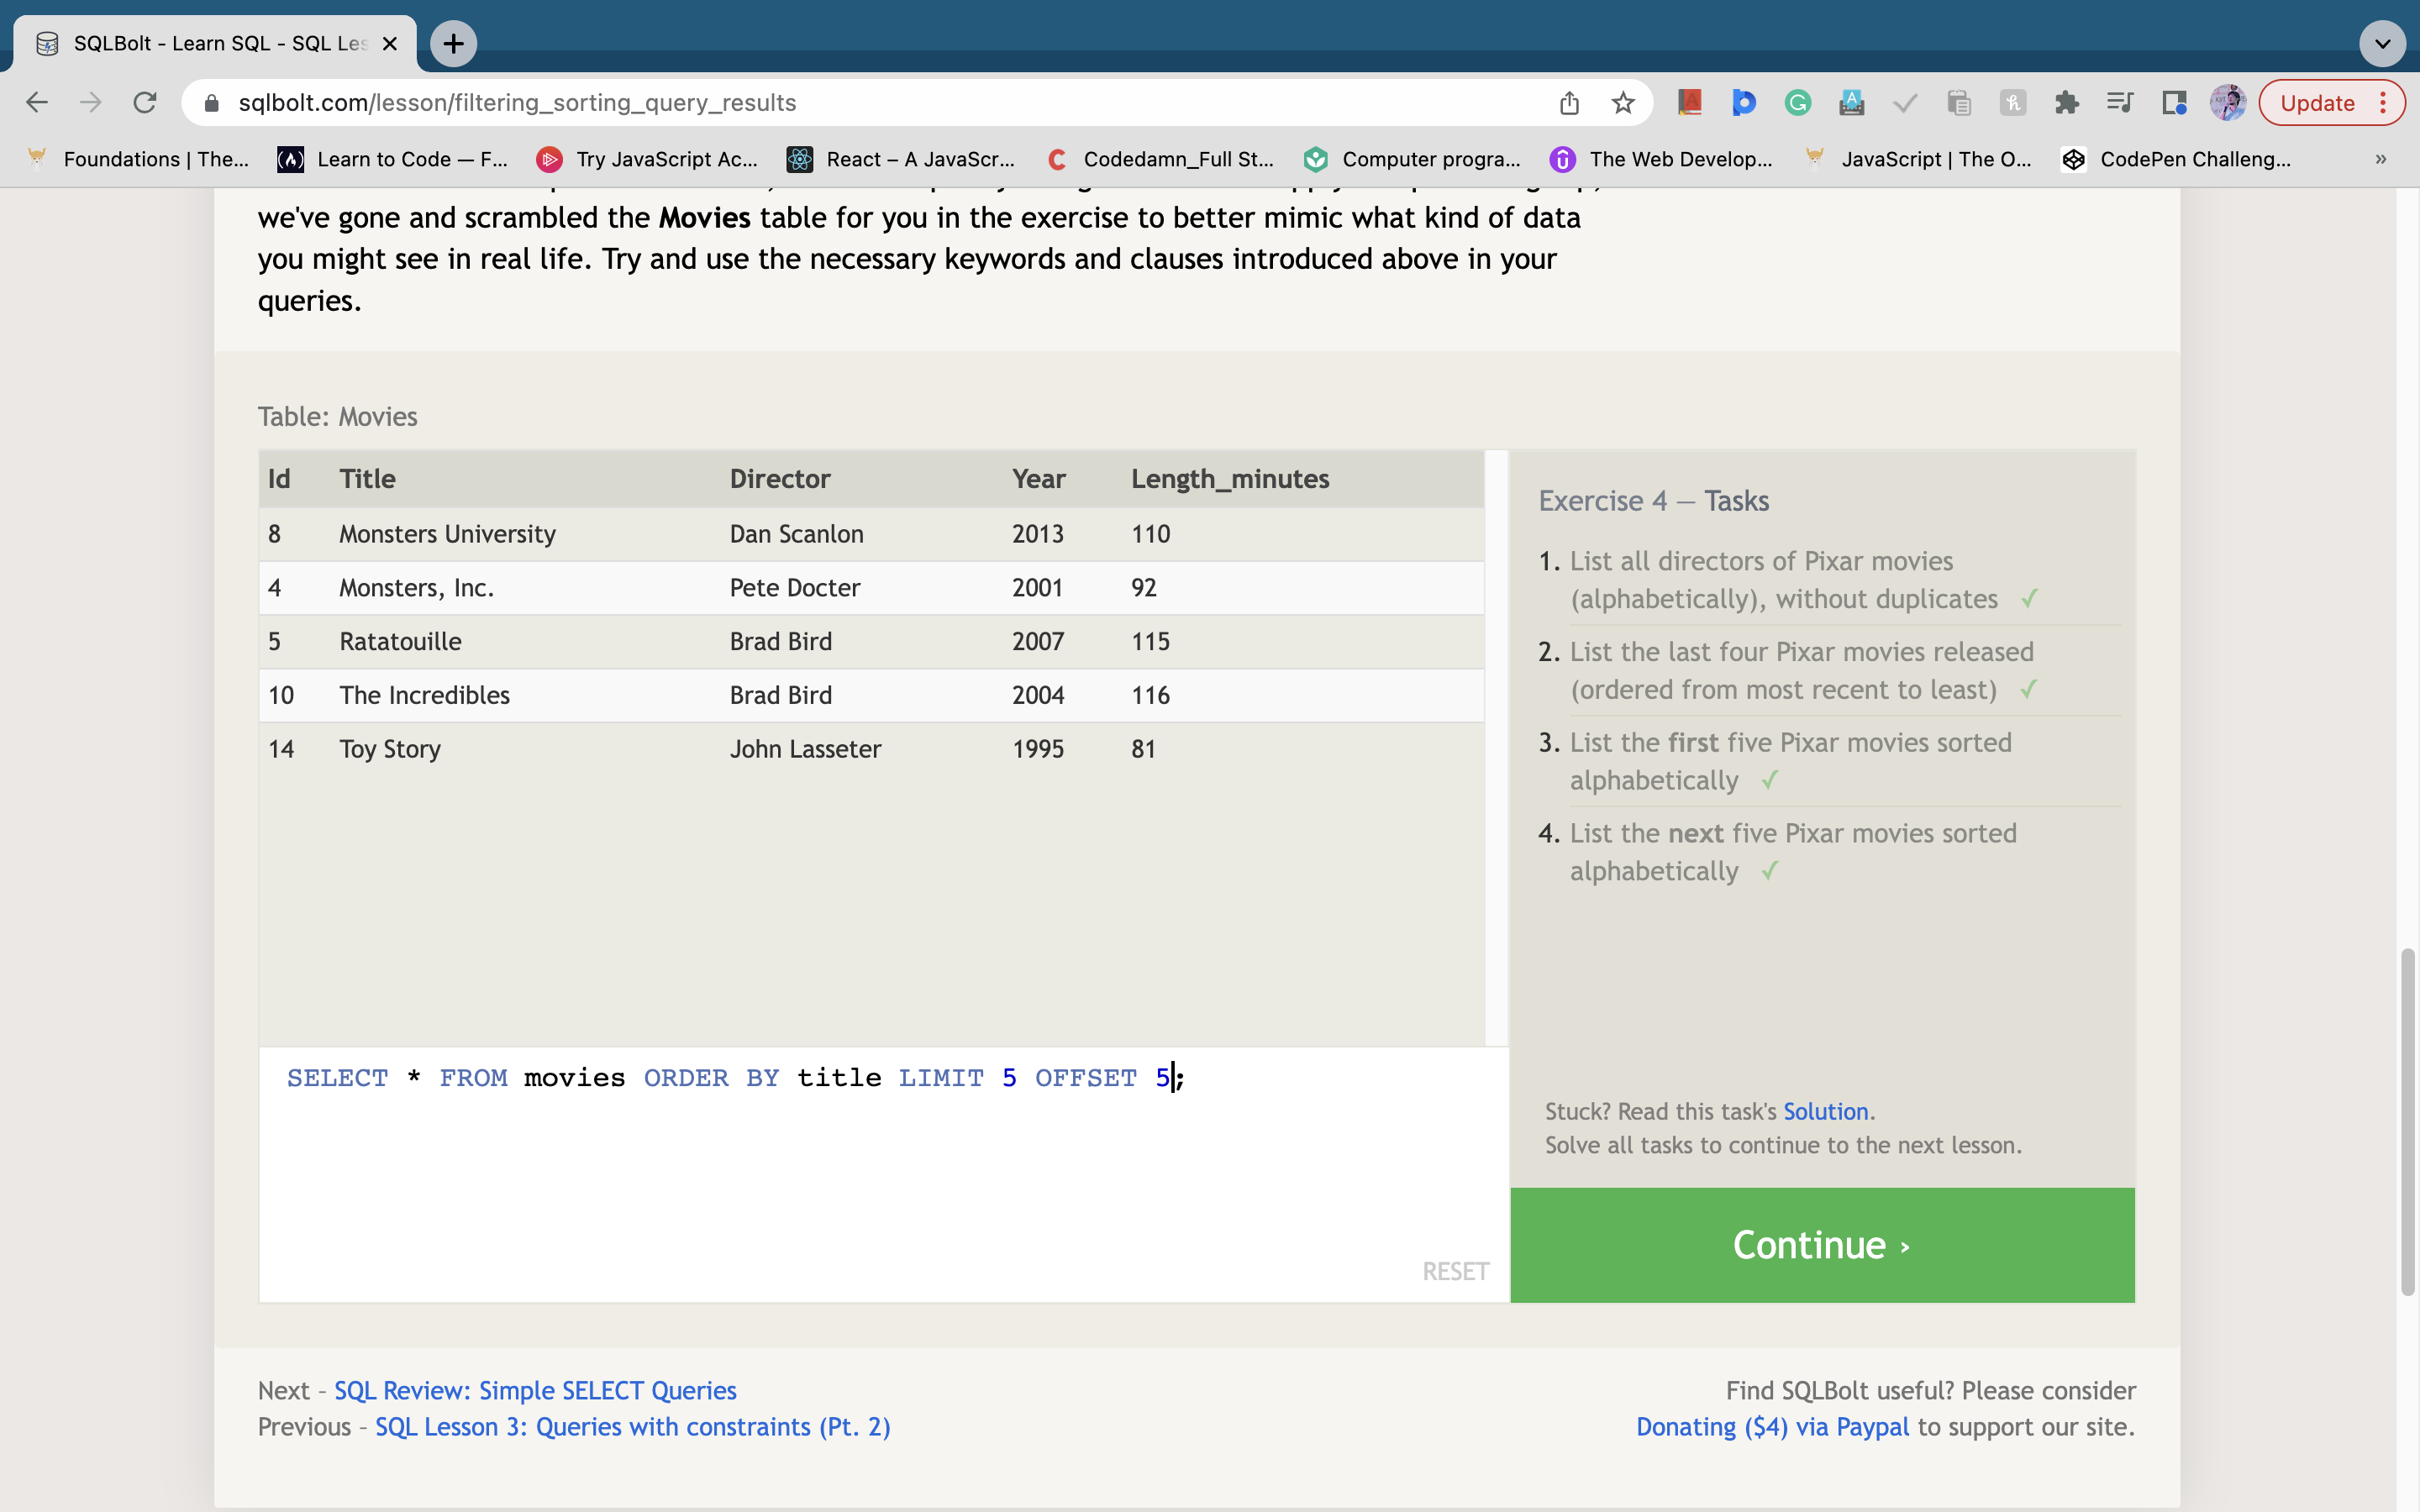 SQLBolt - Learn SQL - SQL Les
sqlbolt.com/lesson/filtering_sorting_query_results
Update
Foundations | The... Learn to Code — F... Try JavaScript Ac... React – A JavaScr... Codedamn_Full St... Computer progra... The Web Develop... JavaScript | The O... CodePen Challeng... »
we've gone and scrambled the Movies table for you in the exercise to better mimic what kind of data
you might see in real life. Try and use the necessary keywords and clauses introduced above in your
queries.
Table: Movies
Id Title Director Year Length_minutes
8 Monsters University Dan Scanlon 2013 110
4 Monsters, Inc. Pete Docter 2001 92
5 Ratatouille Brad Bird 2007 115
10 The Incredibles Brad Bird 2004 116
14 Toy Story John Lasseter 1995 81
SELECT * FROM movies ORDER BY title LIMIT 5 OFFSET 5;
RESET
Exercise 4 — Tasks
1. List all directors of Pixar movies
(alphabetically), without duplicates ✓
2. List the last four Pixar movies released
(ordered from most recent to least) ✓
3. List the first five Pixar movies sorted
alphabetically ✓
4. List the next five Pixar movies sorted
alphabetically ✓
Stuck? Read this task's Solution.
Solve all tasks to continue to the next lesson.
Continue ›
Next – SQL Review: Simple SELECT Queries
Previous – SQL Lesson 3: Queries with constraints (Pt. 2)
Find SQLBolt useful? Please consider
Donating ($4) via Paypal to support our site.